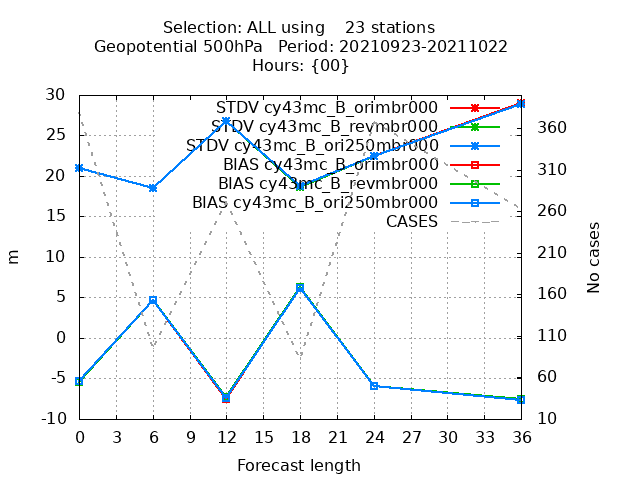 Selection: ALL using    23 stations
Geopotential 500hPa   Period: 20210923-20211022
Hours: {00}
30
25
20
15
10
5
0
-5
-10
m
STDV cy43mc_B_orimbr000
STDV cy43mc_B_revmbr000
STDV cy43mc_B_ori250mbr000
BIAS cy43mc_B_orimbr000
BIAS cy43mc_B_revmbr000
BIAS cy43mc_B_ori250mbr000
CASES
360
310
260
210
160
110
60
10
No cases
0 3 6 9 12 15 18 21 24 27 30 33 36
Forecast length